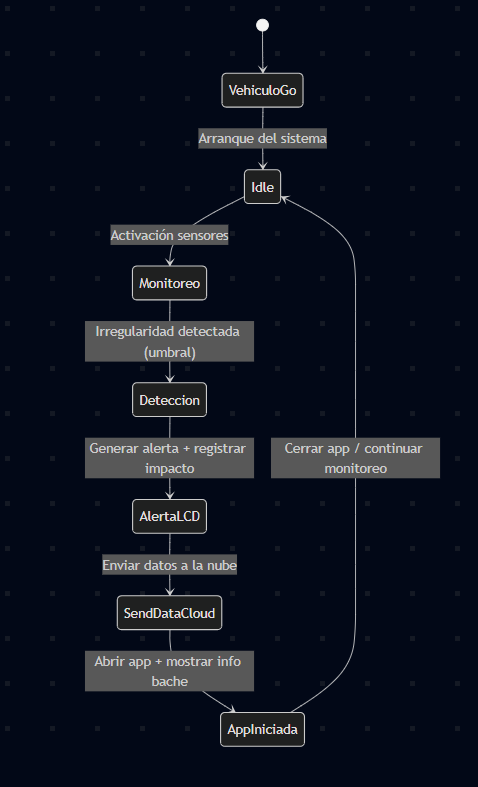 VehiculoGo
Arranque del sistema
Idle
Activación sensores
Monitoreo
Irregularidad detectada
(umbral)
Deteccion
Generar alerta + registrar
impacto
Cerrar app / continuar
monitoreo
AlertaLCD
Enviar datos a la nube
SendDataCloud
Abrir app + mostrar info
bache
AppIniciada